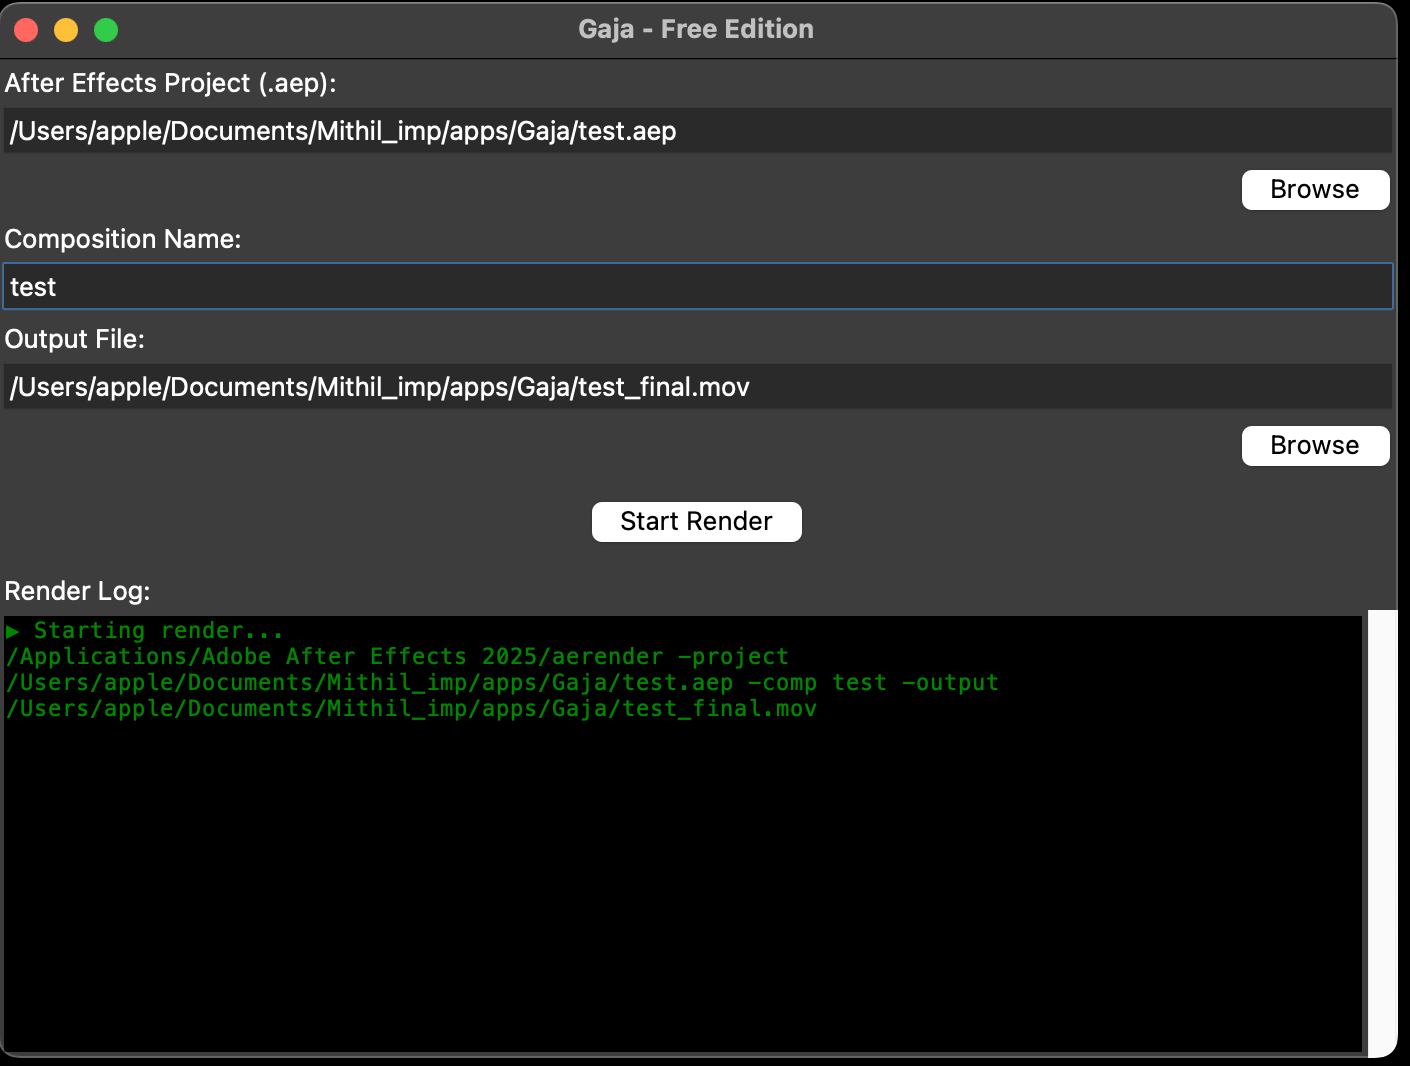 Gaja - Free Edition
After Effects Project (.aep):
/Users/apple/Documents/Mithil_imp/apps/Gaja/test.aep
Browse
Composition Name:
test
Output File:
/Users/apple/Documents/Mithil_imp/apps/Gaja/test_final.mov
Browse
Start Render
Render Log:
▶ Starting render...
/Applications/Adobe After Effects 2025/aerender -project
/Users/apple/Documents/Mithil_imp/apps/Gaja/test.aep -comp test -output
/Users/apple/Documents/Mithil_imp/apps/Gaja/test_final.mov